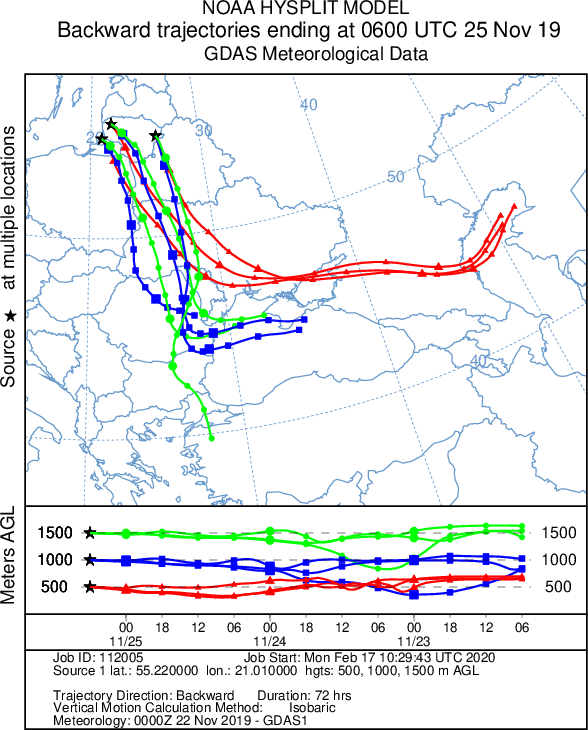 NOAA HYSPLIT MODEL
Backward trajectories ending at 0600 UTC 25 Nov 19
GDAS Meteorological Data
Source ★ at multiple locations
40
30
50
40
1500 1500
1000 1000
500 500
Meters AGL
00 18 12 06 00 18 12 06 00 18 12 06
11/25 11/24 11/23
Job ID: 112005 Job Start: Mon Feb 17 10:29:43 UTC 2020
Source 1 lat.: 55.220000 lon.: 21.010000 hgts: 500, 1000, 1500 m AGL
Trajectory Direction: Backward Duration: 72 hrs
Vertical Motion Calculation Method: Isobaric
Meteorology: 0000Z 22 Nov 2019 - GDAS1